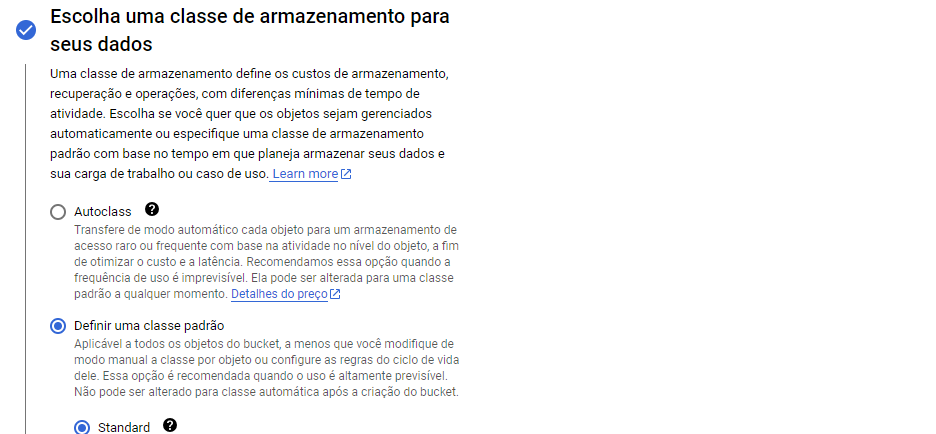 Escolha uma classe de armazenamento para
seus dados
Uma classe de armazenamento define os custos de armazenamento,
recuperação e operações, com diferenças mínimas de tempo de
atividade. Escolha se você quer que os objetos sejam gerenciados
automaticamente ou especifique uma classe de armazenamento
padrão com base no tempo em que planeja armazenar seus dados e
sua carga de trabalho ou caso de uso. Learn more
Autoclass
Transfere de modo automático cada objeto para um armazenamento de
acesso raro ou frequente com base na atividade no nível do objeto, a fim
de otimizar o custo e a latência. Recomendamos essa opção quando a
frequência de uso é imprevisível. Ela pode ser alterada para uma classe
padrão a qualquer momento. Detalhes do preço
Definir uma classe padrão
Aplicável a todos os objetos do bucket, a menos que você modifique de
modo manual a classe por objeto ou configure as regras do ciclo de vida
dele. Essa opção é recomendada quando o uso é altamente previsível.
Não pode ser alterado para classe automática após a criação do bucket.
Standard